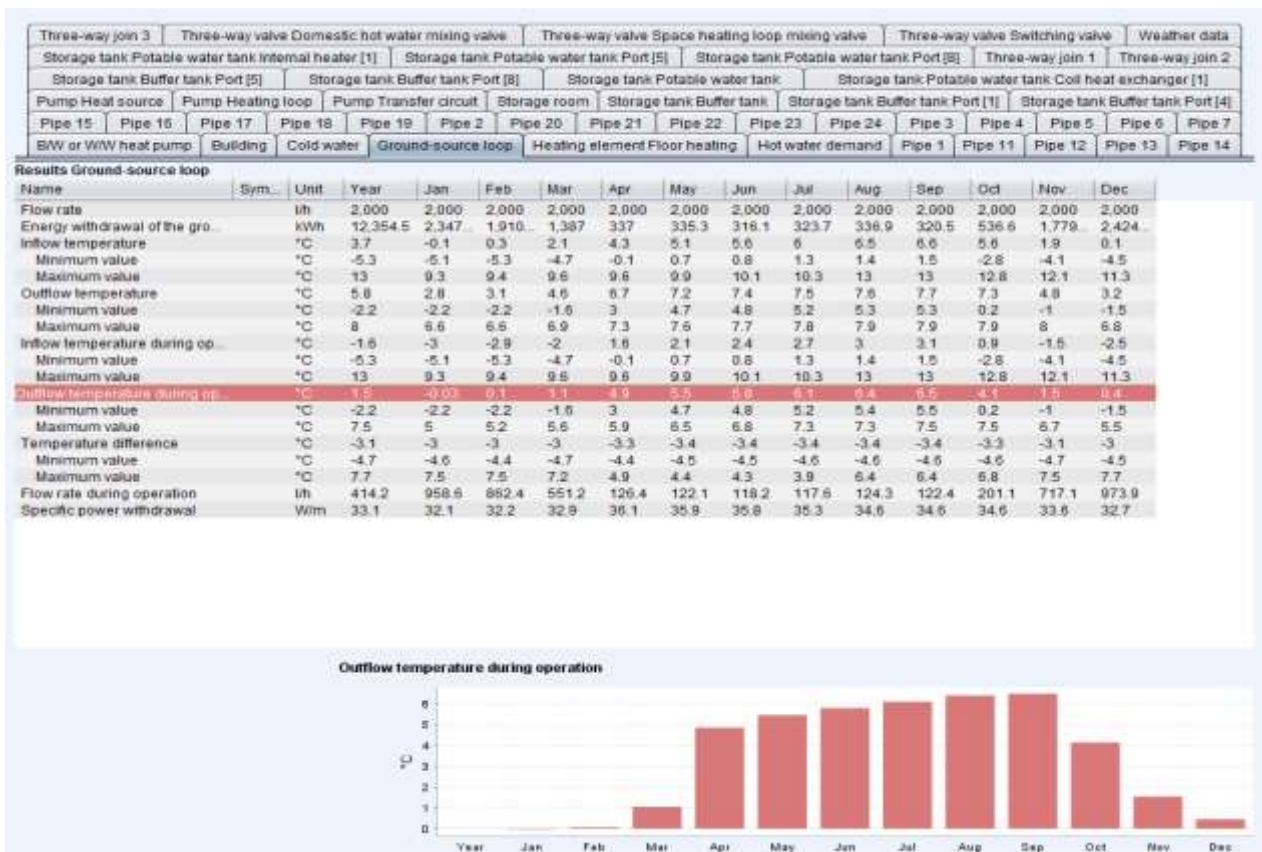 Three-way join 3 Three-way valve Domestic hot water mixing valve Three-way valve Space heating loop mixing valve Three-way valve Switching valve Weather data
Storage tank Potable water tank Internal heater [1] Storage tank Potable water tank Port [5] Storage tank Potable water tank Port [8] Three-way join 1 Three-way join 2
Storage tank Buffer tank Port [5] Storage tank Buffer tank Port [8] Storage tank Potable water tank Storage tank Potable water tank Coil heat exchanger [1]
Pump Heat source Pump Heating loop Pump Transfer circuit Storage room Storage tank Buffer tank Storage tank Buffer tank Port [1] Storage tank Buffer tank Port [4]
Pipe 15 Pipe 16 Pipe 17 Pipe 18 Pipe 19 Pipe 2 Pipe 20 Pipe 21 Pipe 22 Pipe 23 Pipe 24 Pipe 3 Pipe 4 Pipe 5 Pipe 6 Pipe 7
B/W or W/W heat pump Building Cold water Ground-source loop Heating element Floor heating Hot water demand Pipe 1 Pipe 11 Pipe 12 Pipe 13 Pipe 14
Results Ground-source loop
Name Sym... Unit Year Jan Feb Mar Apr May Jun Jul Aug Sep Oct Nov Dec
Flow rate l/h 2,000 2,000 2,000 2,000 2,000 2,000 2,000 2,000 2,000 2,000 2,000 2,000 2,000
Energy withdrawal of the gro... kWh 12,354.5 2,347... 1,910... 1,387 337 335.3 316.1 323.7 336.9 320.5 536.6 1,779... 2,424...
Inflow temperature °C 3.7 -0.1 0.3 2.1 4.3 5.1 5.6 6 6.5 6.6 5.6 1.9 0.1
Minimum value °C -5.3 -5.1 -5.3 -4.7 -0.1 0.7 0.8 1.3 1.4 1.5 -2.8 -4.1 -4.5
Maximum value °C 13 9.3 9.4 9.6 9.6 9.9 10.1 10.3 13 13 12.8 12.1 11.3
Outflow temperature °C 5.8 2.8 3.1 4.6 6.7 7.2 7.4 7.5 7.6 7.7 7.3 4.8 3.2
Minimum value °C -2.2 -2.2 -2.2 -1.6 3 4.7 4.8 5.2 5.3 5.3 0.2 -1 -1.5
Maximum value °C 8 6.6 6.6 6.9 7.3 7.6 7.7 7.8 7.9 7.9 7.9 8 6.8
Inflow temperature during op... °C -1.6 -3 -2.9 -2 1.6 2.1 2.4 2.7 3 3.1 0.9 -1.5 -2.5
Minimum value °C -5.3 -5.1 -5.3 -4.7 -0.1 0.7 0.8 1.3 1.4 1.5 -2.8 -4.1 -4.5
Maximum value °C 13 9.3 9.4 9.6 9.6 9.9 10.1 10.3 13 13 12.8 12.1 11.3
Outflow temperature during op... °C 1.5 -0.03 0.1 1.1 4.9 5.5 5.8 6.1 6.4 6.5 4.1 1.5 0.4
Minimum value °C -2.2 -2.2 -2.2 -1.6 3 4.7 4.8 5.2 5.4 5.5 0.2 -1 -1.5
Maximum value °C 7.5 5 5.2 5.6 5.9 6.5 6.8 7.3 7.3 7.5 7.5 6.7 5.5
Temperature difference °C -3.1 -3 -3 -3 -3.3 -3.4 -3.4 -3.4 -3.4 -3.4 -3.3 -3.1 -3
Minimum value °C -4.7 -4.6 -4.4 -4.7 -4.4 -4.5 -4.5 -4.6 -4.6 -4.6 -4.6 -4.7 -4.5
Maximum value °C 7.7 7.5 7.5 7.2 4.9 4.4 4.3 3.9 6.4 6.4 6.8 7.5 7.7
Flow rate during operation l/h 414.2 958.6 862.4 551.2 126.4 122.1 118.2 117.6 124.3 122.4 201.1 717.1 973.9
Specific power withdrawal W/m 33.1 32.1 32.2 32.9 36.1 35.9 35.8 35.3 34.6 34.6 34.6 33.6 32.7
Outflow temperature during operation
6
5
4
3
2
1
0
°C
Year Jan Feb Mar Apr May Jun Jul Aug Sep Oct Nov Dec